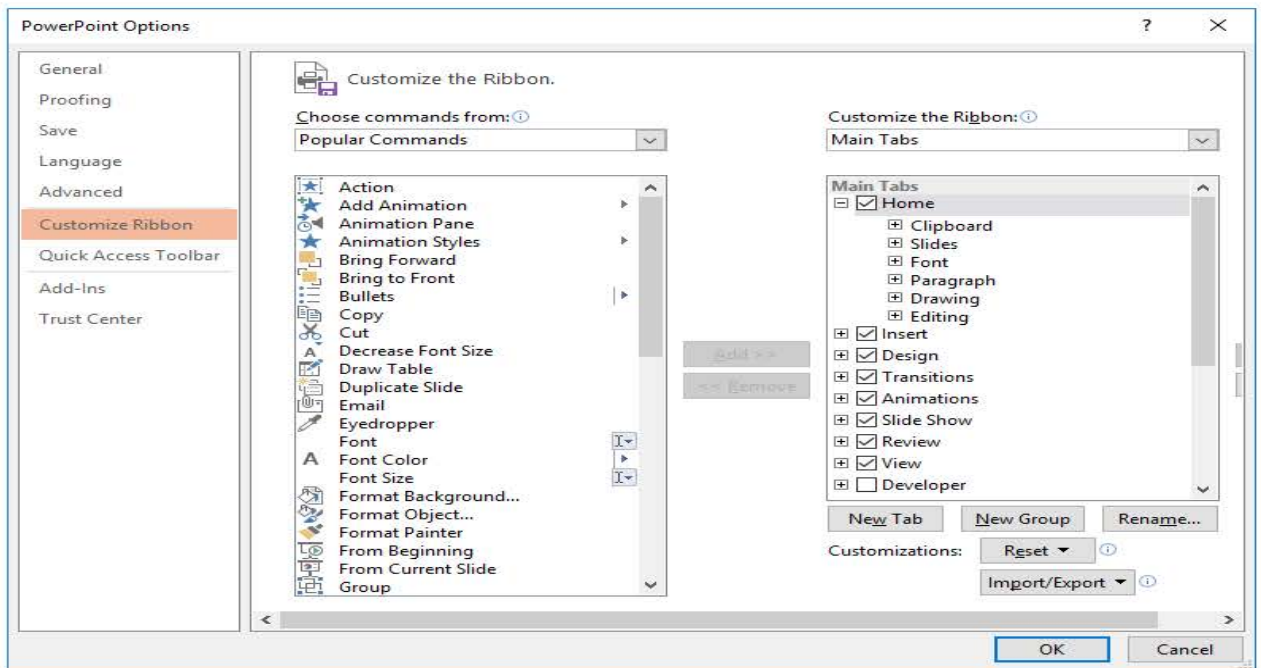 PowerPoint Options
?
General
Proofing
Save
Language
Advanced
Customize Ribbon
Quick Access Toolbar
Add-Ins
Trust Center
Customize the Ribbon.
Choose commands from:
Popular Commands
Action
Add Animation
Animation Pane
Animation Styles
Bring Forward
Bring to Front
Bullets
Copy
Cut
Decrease Font Size
Draw Table
Duplicate Slide
Email
Eyedropper
Font
Font Color
Font Size
Format Background...
Format Object...
Format Painter
From Beginning
From Current Slide
Group
Add >>
<< Remove
Customize the Ribbon:
Main Tabs
Main Tabs
Home
Clipboard
Slides
Font
Paragraph
Drawing
Editing
Insert
Design
Transitions
Animations
Slide Show
Review
View
Developer
New Tab
New Group
Rename...
Customizations:
Reset
Import/Export
OK
Cancel